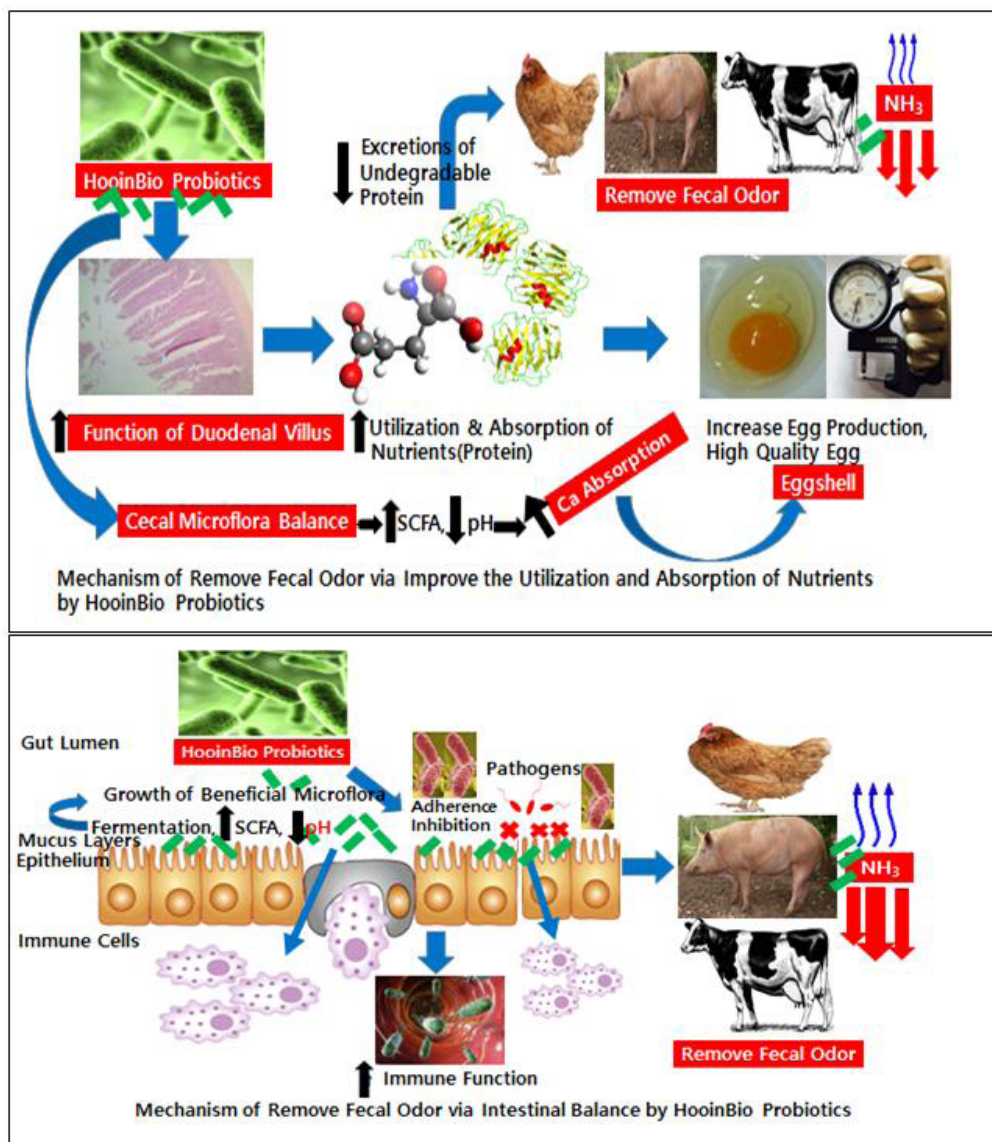 HooinBio Probiotics
Excretions of
Undegradable
Protein
NH₃
Remove Fecal Odor
Function of Duodenal Villus
Utilization & Absorption of
Nutrients(Protein)
Increase Egg Production,
High Quality Egg
Eggshell
Ca Absorption
Cecal Microflora Balance
SCFA,
pH
Mechanism of Remove Fecal Odor via Improve the Utilization and Absorption of Nutrients
by HooinBio Probiotics
Gut Lumen
HooinBio Probiotics
Growth of Beneficial Microflora
Fermentation,
SCFA,
pH
Mucus Layers
Epithelium
Pathogens
Adherence
Inhibition
NH₃
Immune Cells
Remove Fecal Odor
Immune Function
Mechanism of Remove Fecal Odor via Intestinal Balance by HooinBio Probiotics